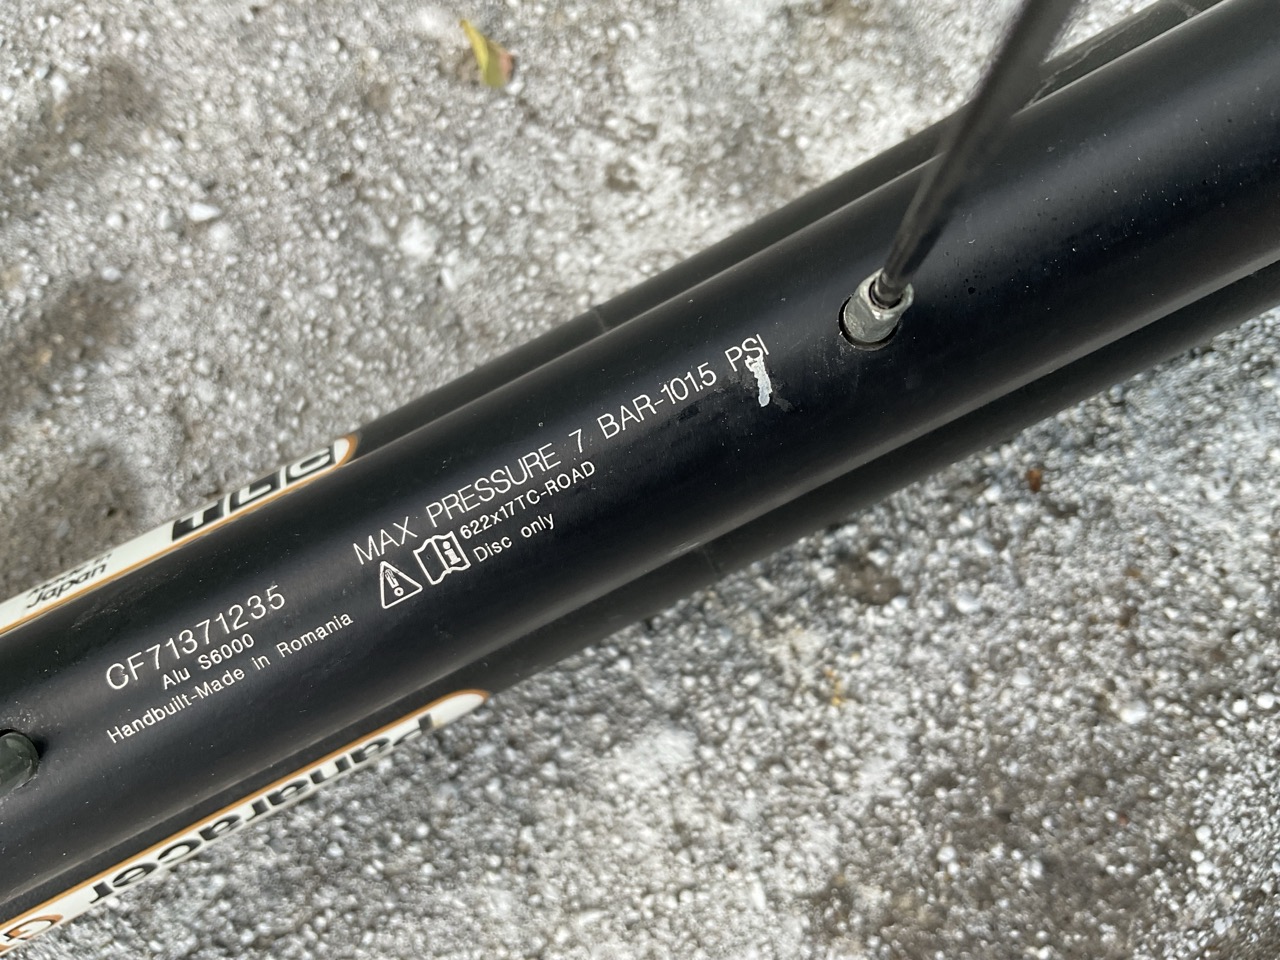 MAX PRESSURE 7 BAR-101.5 PSI
622x17TC-ROAD
Disc only
CF71371235
Alu S6000
Handbuilt-Made in Romania
Japan
Panaracer